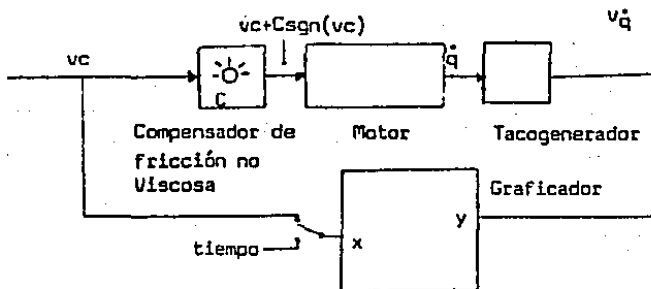 vc+Csgn(vc)
vq̇
vc
q̇
C
Compensador de
fricción no
Viscosa
Motor
Tacogenerador
Graficador
y
x
tiempo